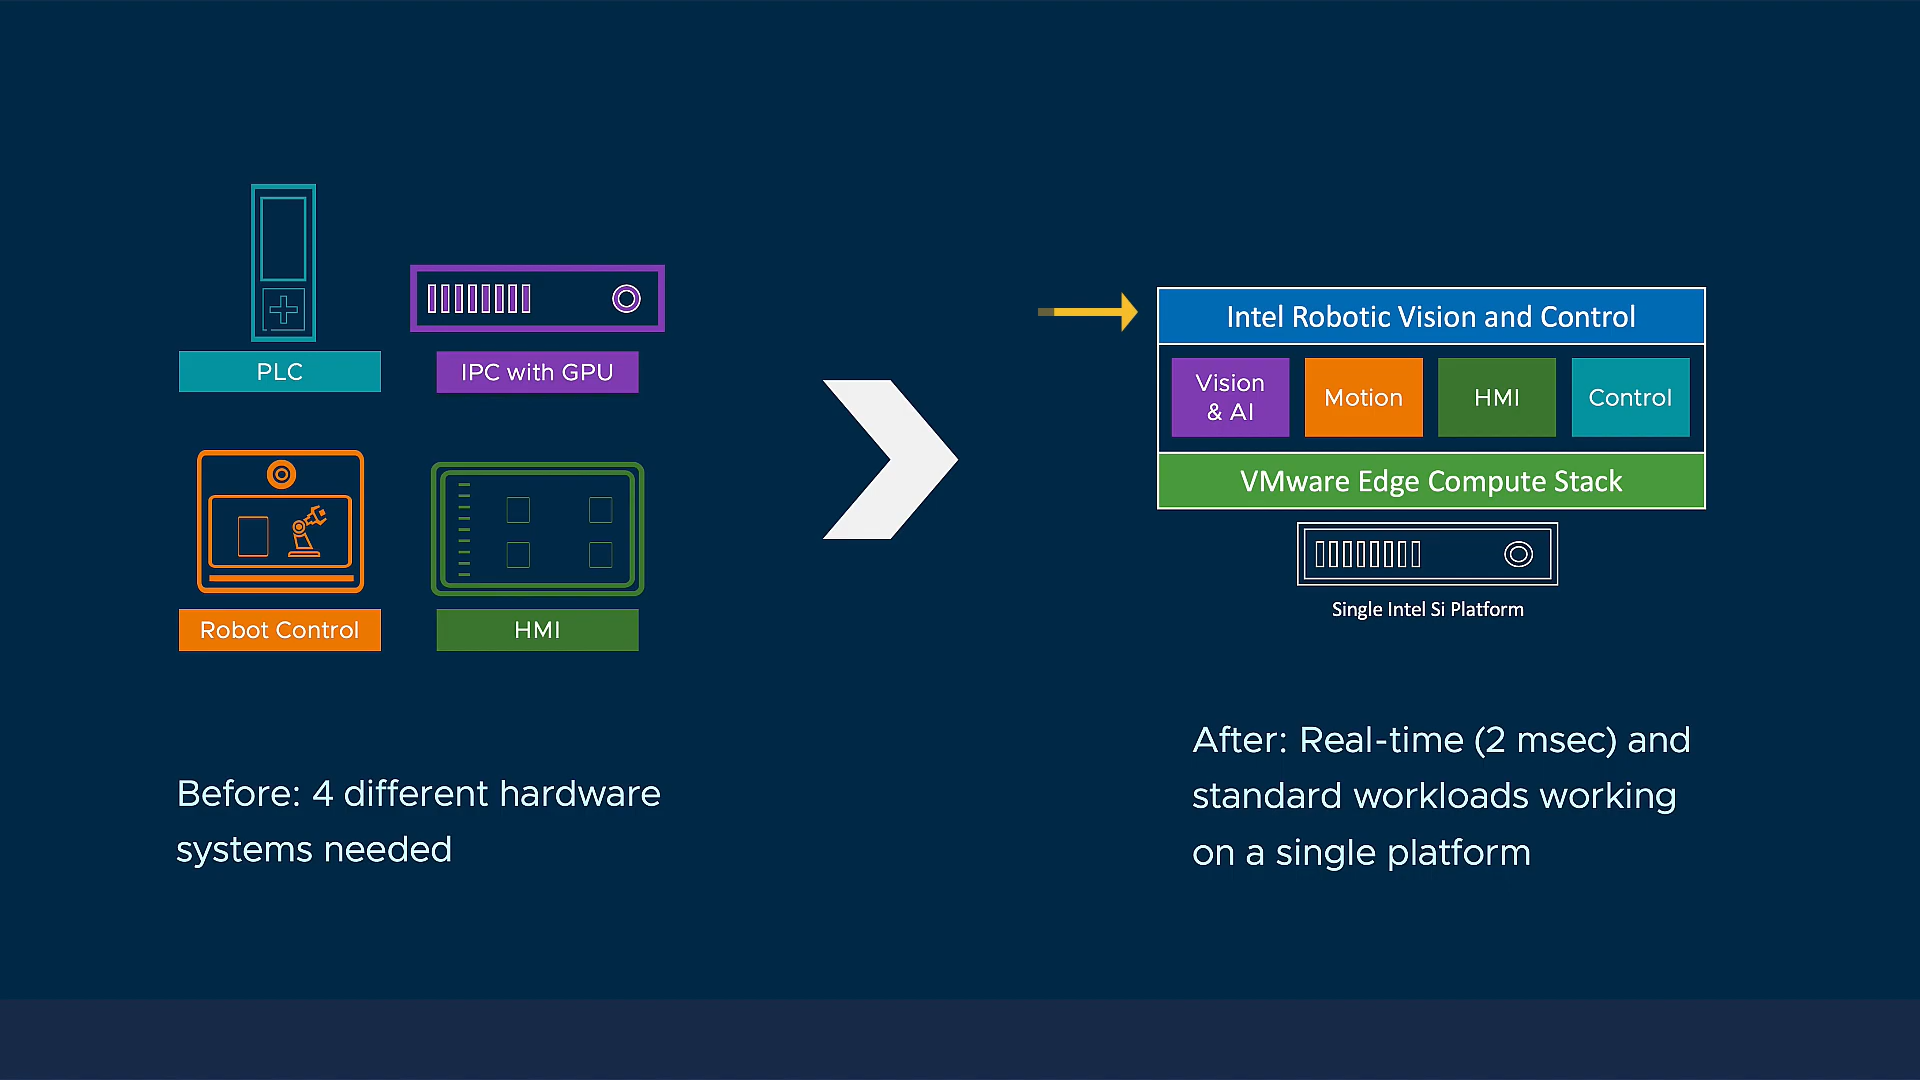 PLC
IPC with GPU
Robot Control
HMI
Before: 4 different hardware
systems needed
Intel Robotic Vision and Control
Vision
& AI
Motion
HMI
Control
VMware Edge Compute Stack
Single Intel Si Platform
After: Real-time (2 msec) and
standard workloads working
on a single platform